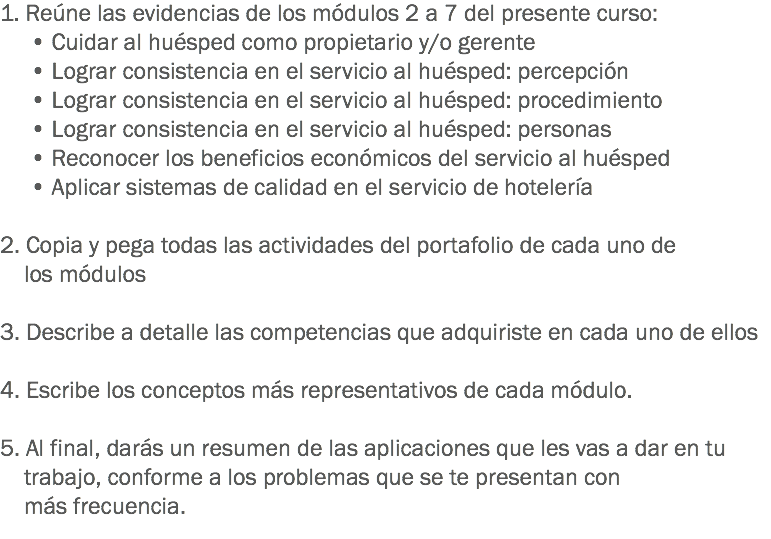 1. Reúne las evidencias de los módulos 2 a 7 del presente curso:
• Cuidar al huésped como propietario y/o gerente
• Lograr consistencia en el servicio al huésped: percepción
• Lograr consistencia en el servicio al huésped: procedimiento
• Lograr consistencia en el servicio al huésped: personas
• Reconocer los beneficios económicos del servicio al huésped
• Aplicar sistemas de calidad en el servicio de hotelería
2. Copia y pega todas las actividades del portafolio de cada uno de
los módulos
3. Describe a detalle las competencias que adquiriste en cada uno de ellos
4. Escribe los conceptos más representativos de cada módulo.
5. Al final, darás un resumen de las aplicaciones que les vas a dar en tu
trabajo, conforme a los problemas que se te presentan con
más frecuencia.